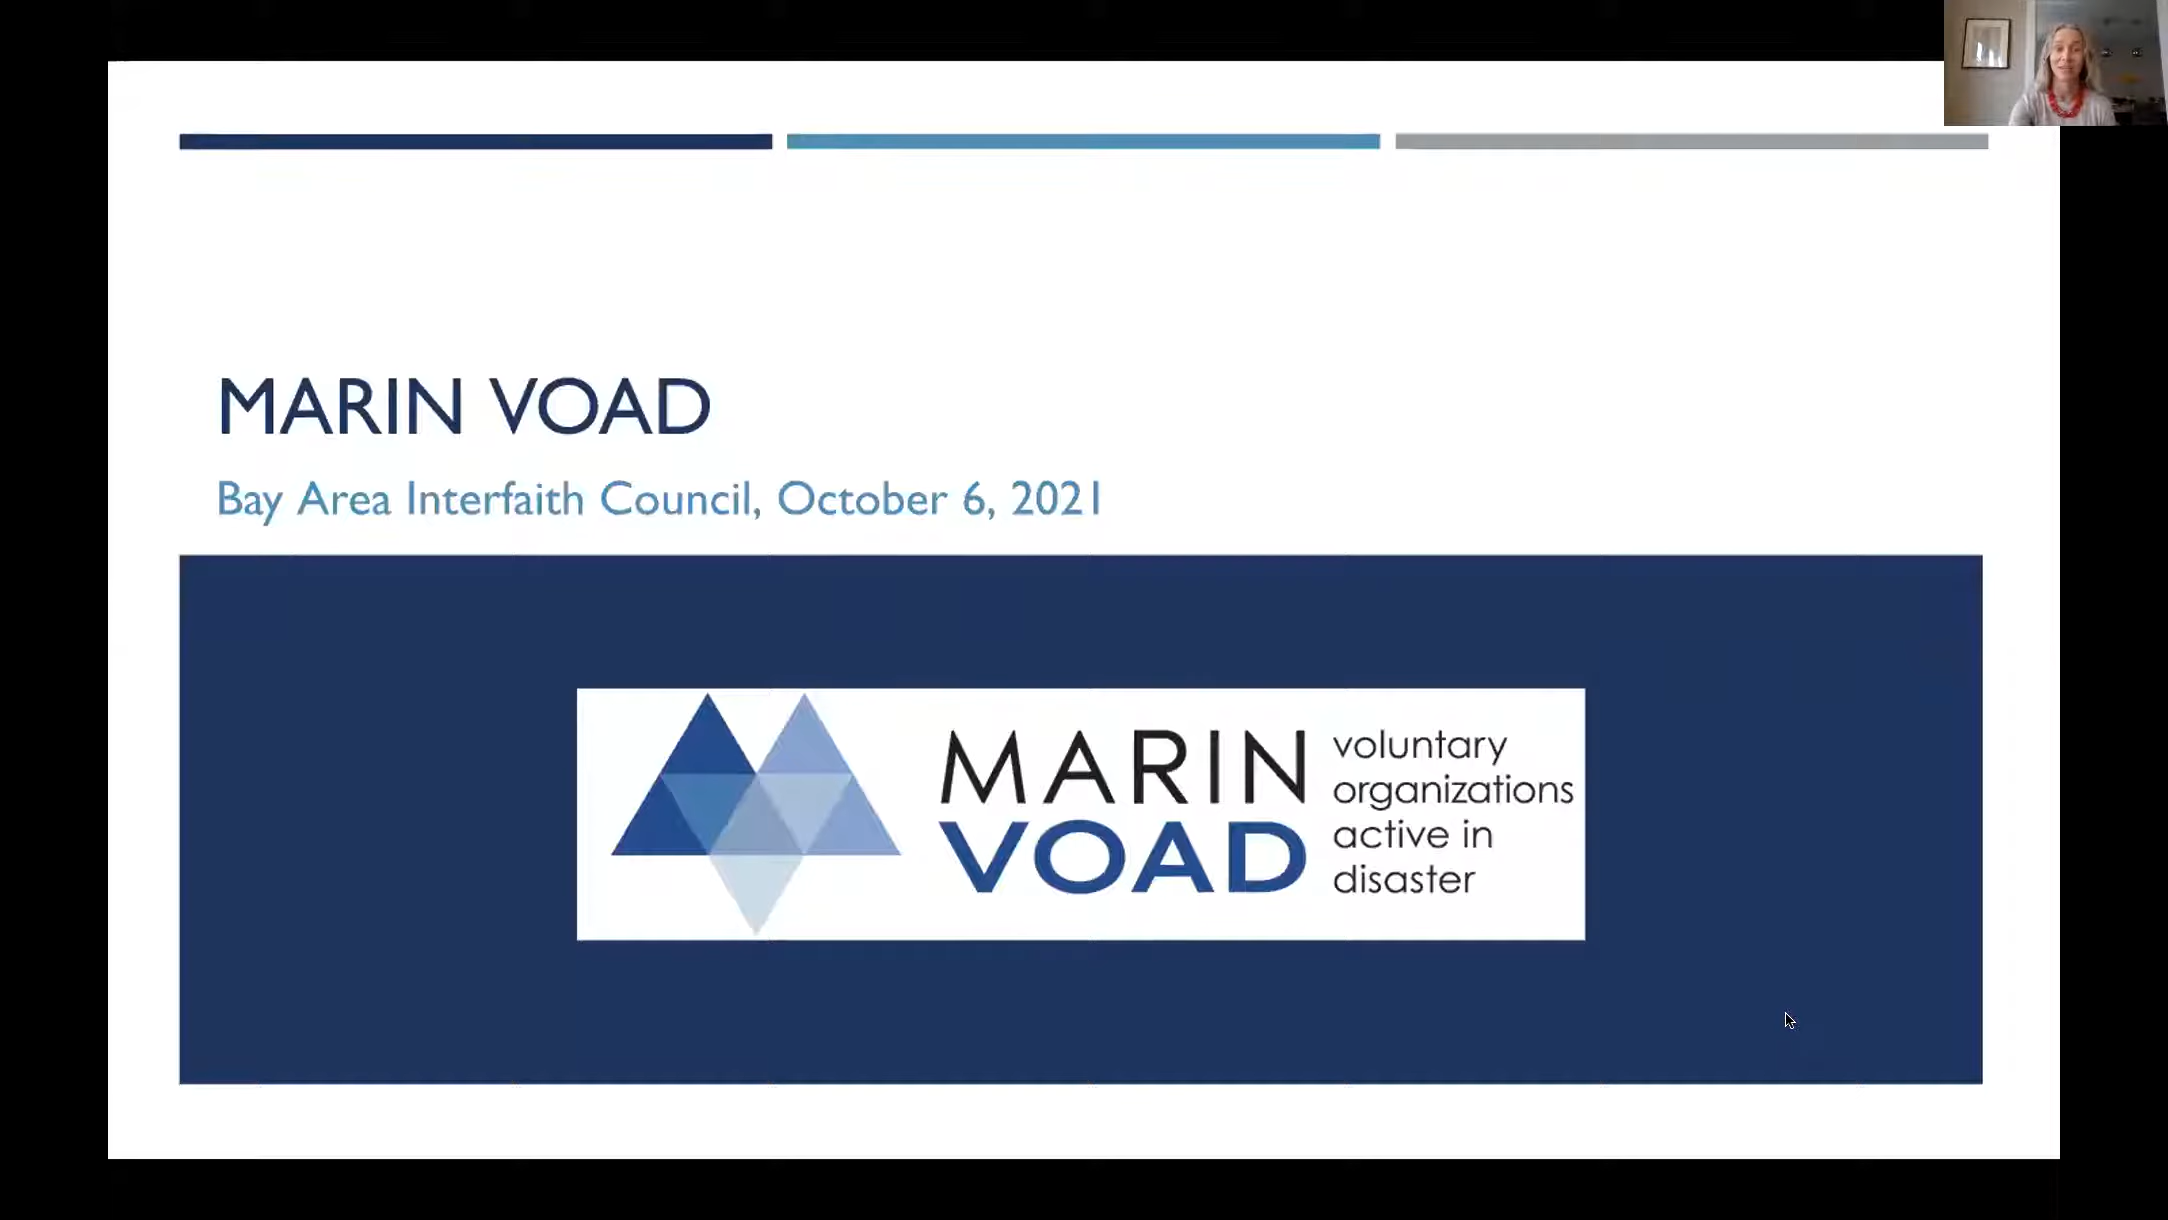 MARIN VOAD
Bay Area Interfaith Council, October 6, 2021
MARIN
VOAD
voluntary
organizations
active in
disaster